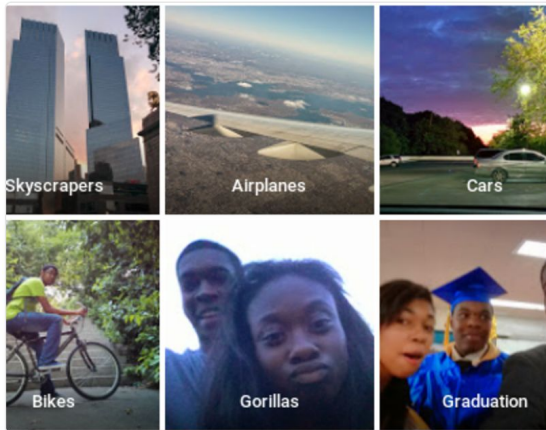 Skyscrapers
Airplanes
Cars
Bikes
Gorillas
Graduation